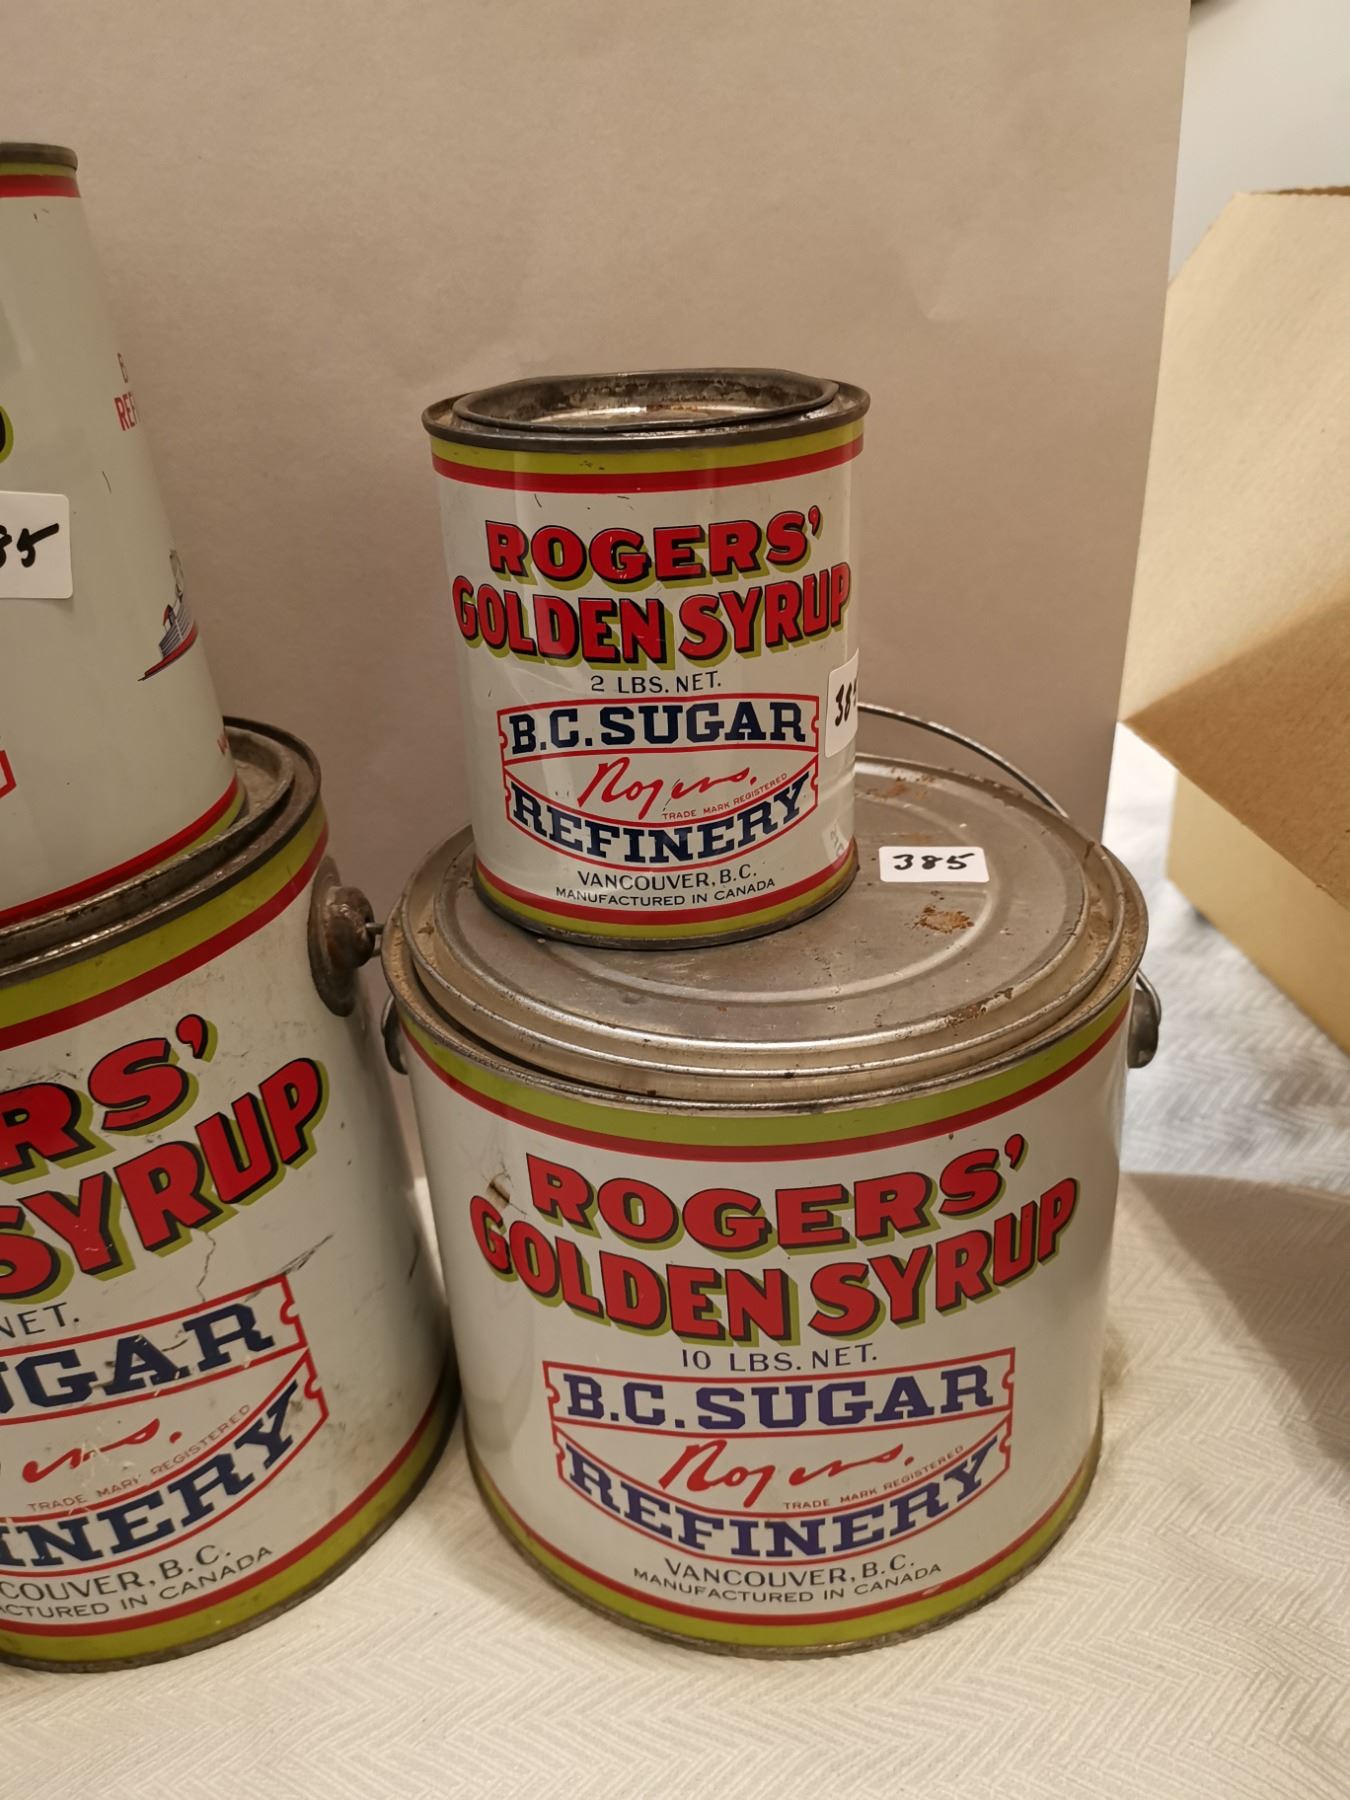 ROGERS'
GOLDEN SYRUP
2 LBS. NET.
B.C. SUGAR
Rogers.
TRADE MARK REGISTERED
REFINERY
VANCOUVER, B.C.
MANUFACTURED IN CANADA
385
ROGERS'
GOLDEN SYRUP
10 LBS. NET.
B.C. SUGAR
Rogers.
TRADE MARK REGISTERED
REFINERY
VANCOUVER, B.C.
MANUFACTURED IN CANADA
RS'
SYRUP
NET.
UGAR
ers.
TRADE MARK REGISTERED
INERY
COUVER, B.C.
CTURED IN CANADA